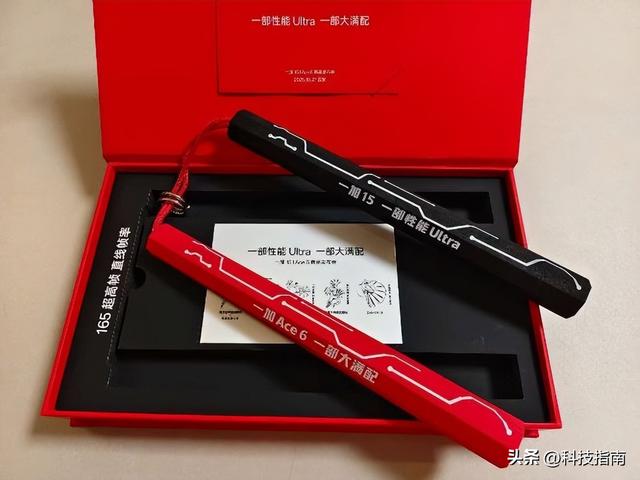 一部性能 Ultra 一部大满配
一加 15 一部性能 Ultra
165 超高帧 直线帧率
一部性能 Ultra 一部大满配
一加 Ace 6 一部大满配
头条 @科技指南